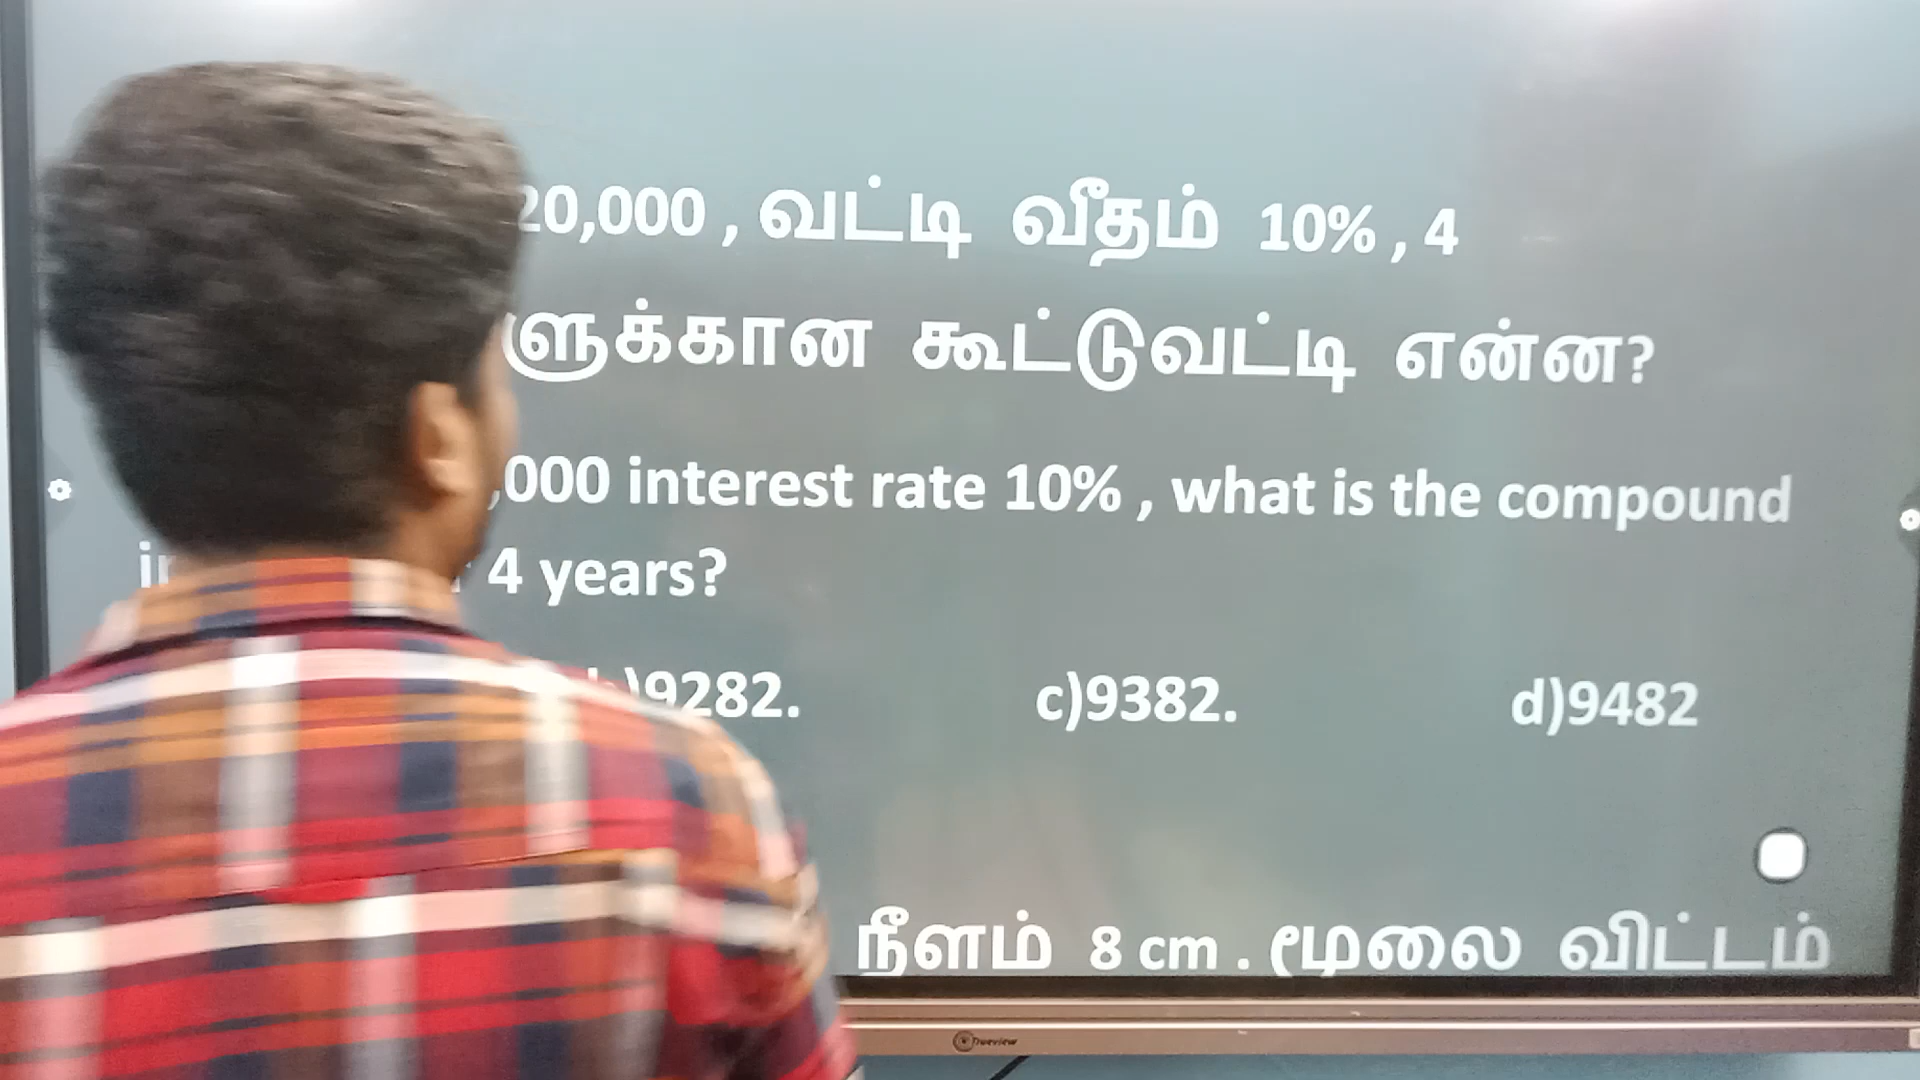 20,000 , வட்டி வீதம் 10% , 4
ளுக்கான கூட்டுவட்டி என்ன?
,000 interest rate 10% , what is the compound
4 years?
b)9282. c)9382. d)9482
நீளம் 8 cm . மூலை விட்டம்
Trueview